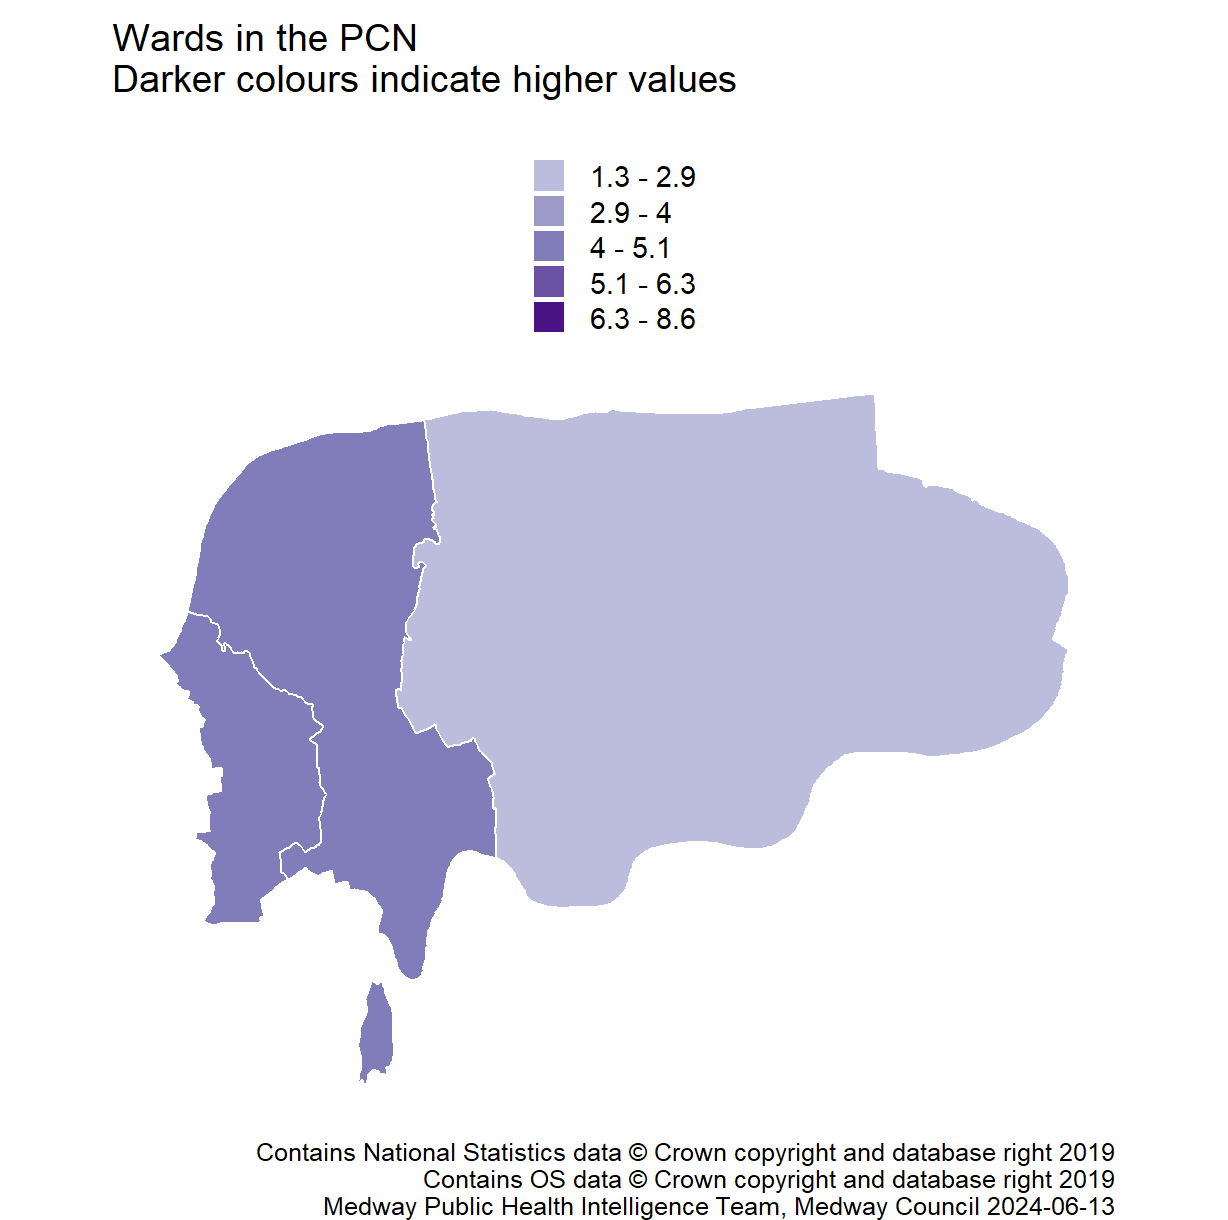 Wards in the PCN
Darker colours indicate higher values
1.3 - 2.9
2.9 - 4
4 - 5.1
5.1 - 6.3
6.3 - 8.6
Contains National Statistics data © Crown copyright and database right 2019
Contains OS data © Crown copyright and database right 2019
Medway Public Health Intelligence Team, Medway Council 2024-06-13